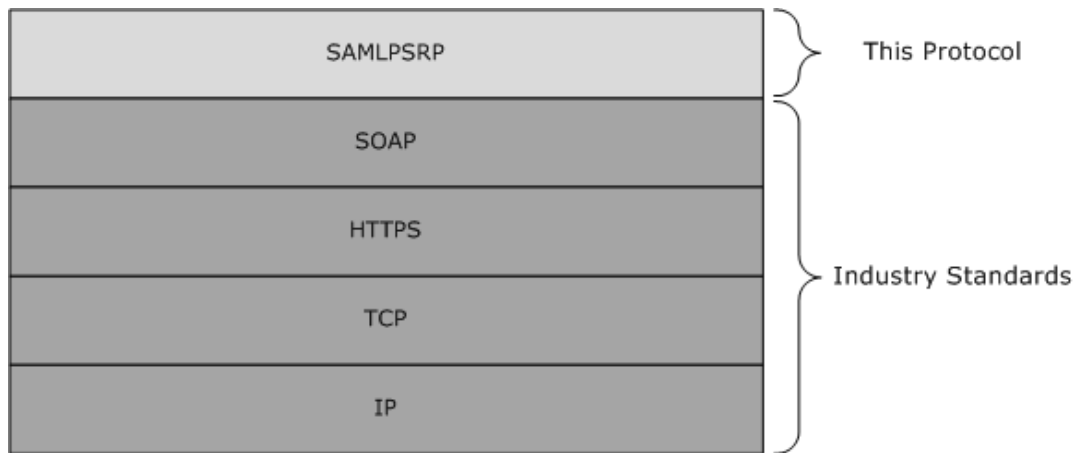 SAMLPSRP
This Protocol
SOAP
HTTPS
Industry Standards
TCP
IP